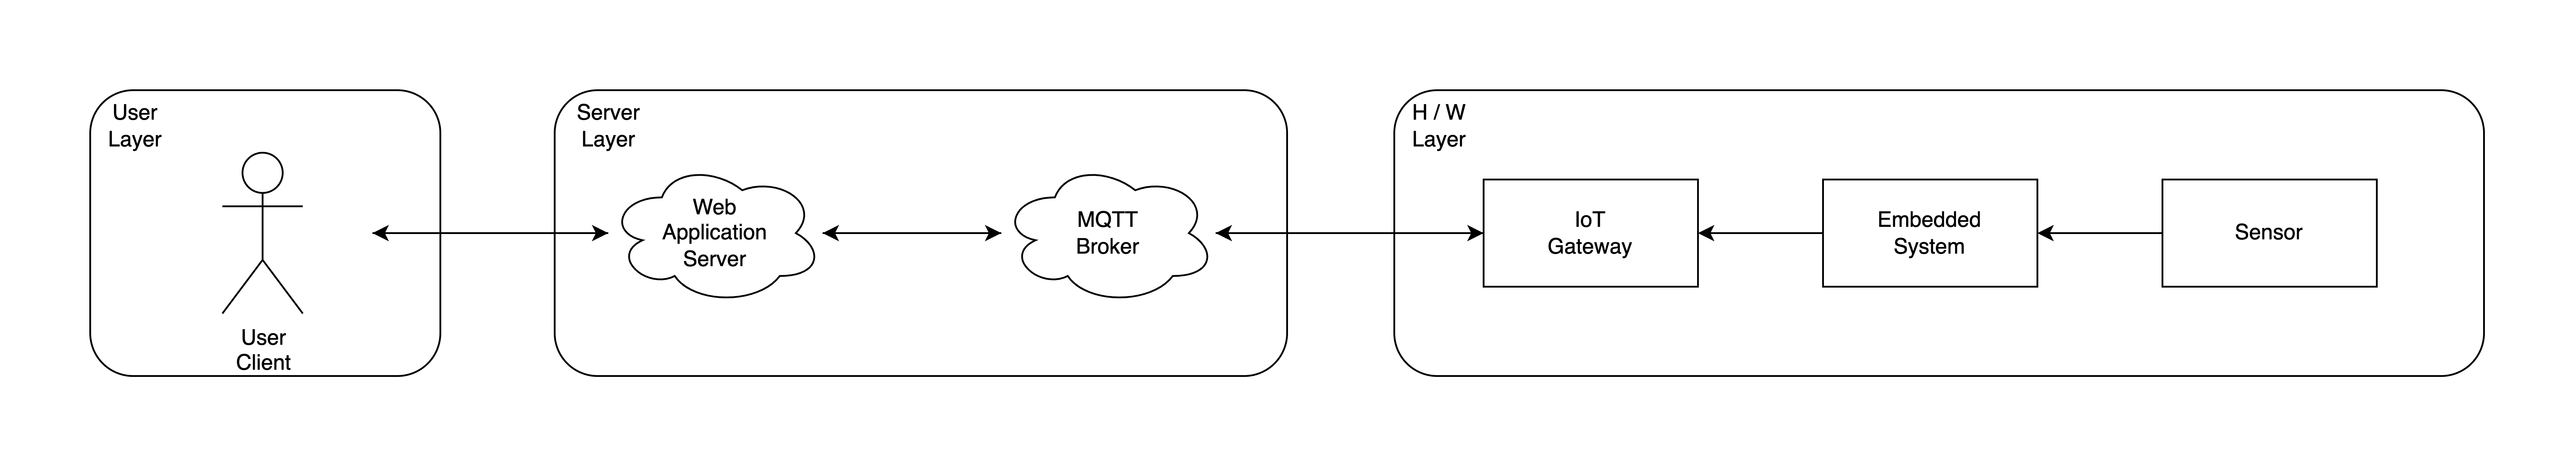 User
Layer
User
Client
Server
Layer
Web
Application
Server
MQTT
Broker
H / W
Layer
IoT
Gateway
Embedded
System
Sensor